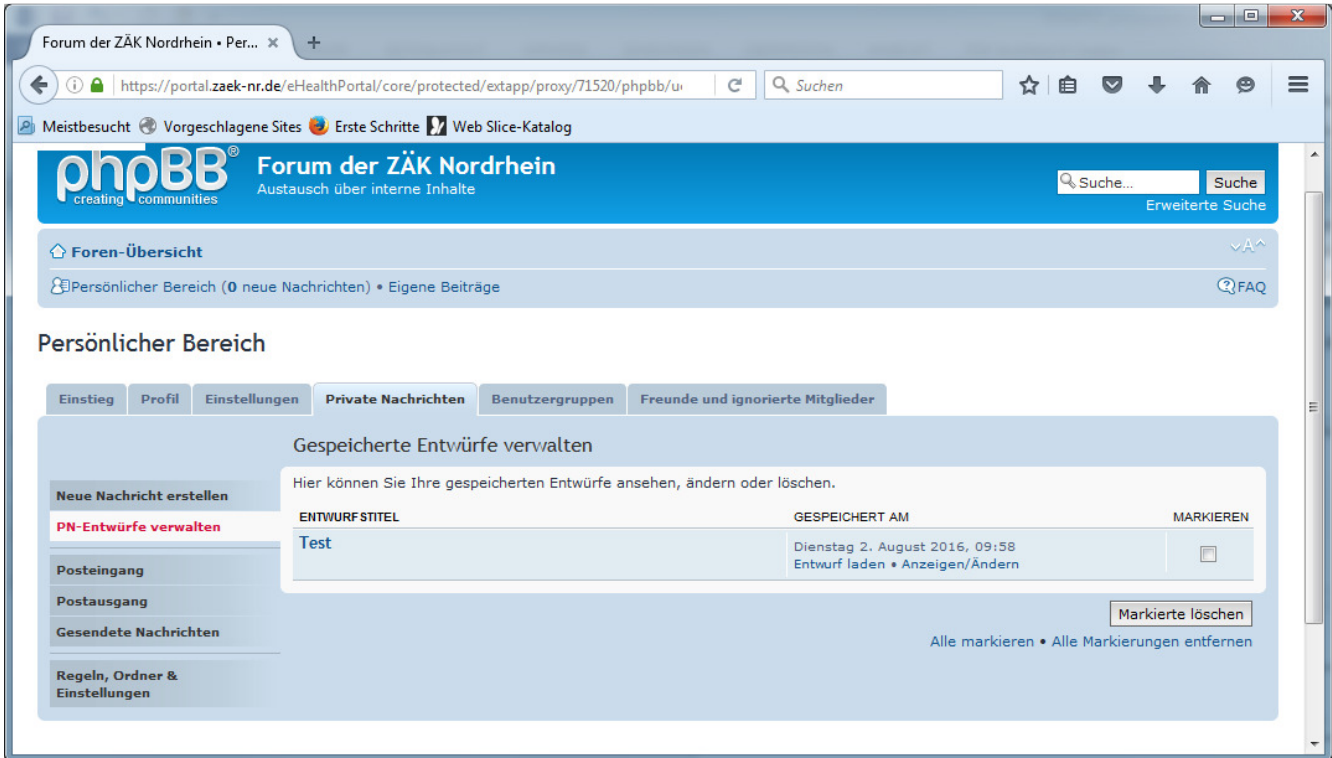 Forum der ZÄK Nordrhein • Per...
https://portal.zaek-nr.de/eHealthPortal/core/protected/extapp/proxy/71520/phpbb/u
Suchen
Meistbesucht Vorgeschlagene Sites Erste Schritte Web Slice-Katalog
phpBB®
creating communities
Forum der ZÄK Nordrhein
Austausch über interne Inhalte
Suche... Suche
Erweiterte Suche
Foren-Übersicht
A
Persönlicher Bereich (0 neue Nachrichten) • Eigene Beiträge
FAQ
Persönlicher Bereich
Einstieg Profil Einstellungen Private Nachrichten Benutzergruppen Freunde und ignorierte Mitglieder
Neue Nachricht erstellen
PN-Entwürfe verwalten
Posteingang
Postausgang
Gesendete Nachrichten
Regeln, Ordner &
Einstellungen
Gespeicherte Entwürfe verwalten
Hier können Sie Ihre gespeicherten Entwürfe ansehen, ändern oder löschen.
ENTWURFSTITEL GESPEICHERT AM MARKIEREN
Test
Dienstag 2. August 2016, 09:58
Entwurf laden • Anzeigen/Ändern
Markierte löschen
Alle markieren • Alle Markierungen entfernen